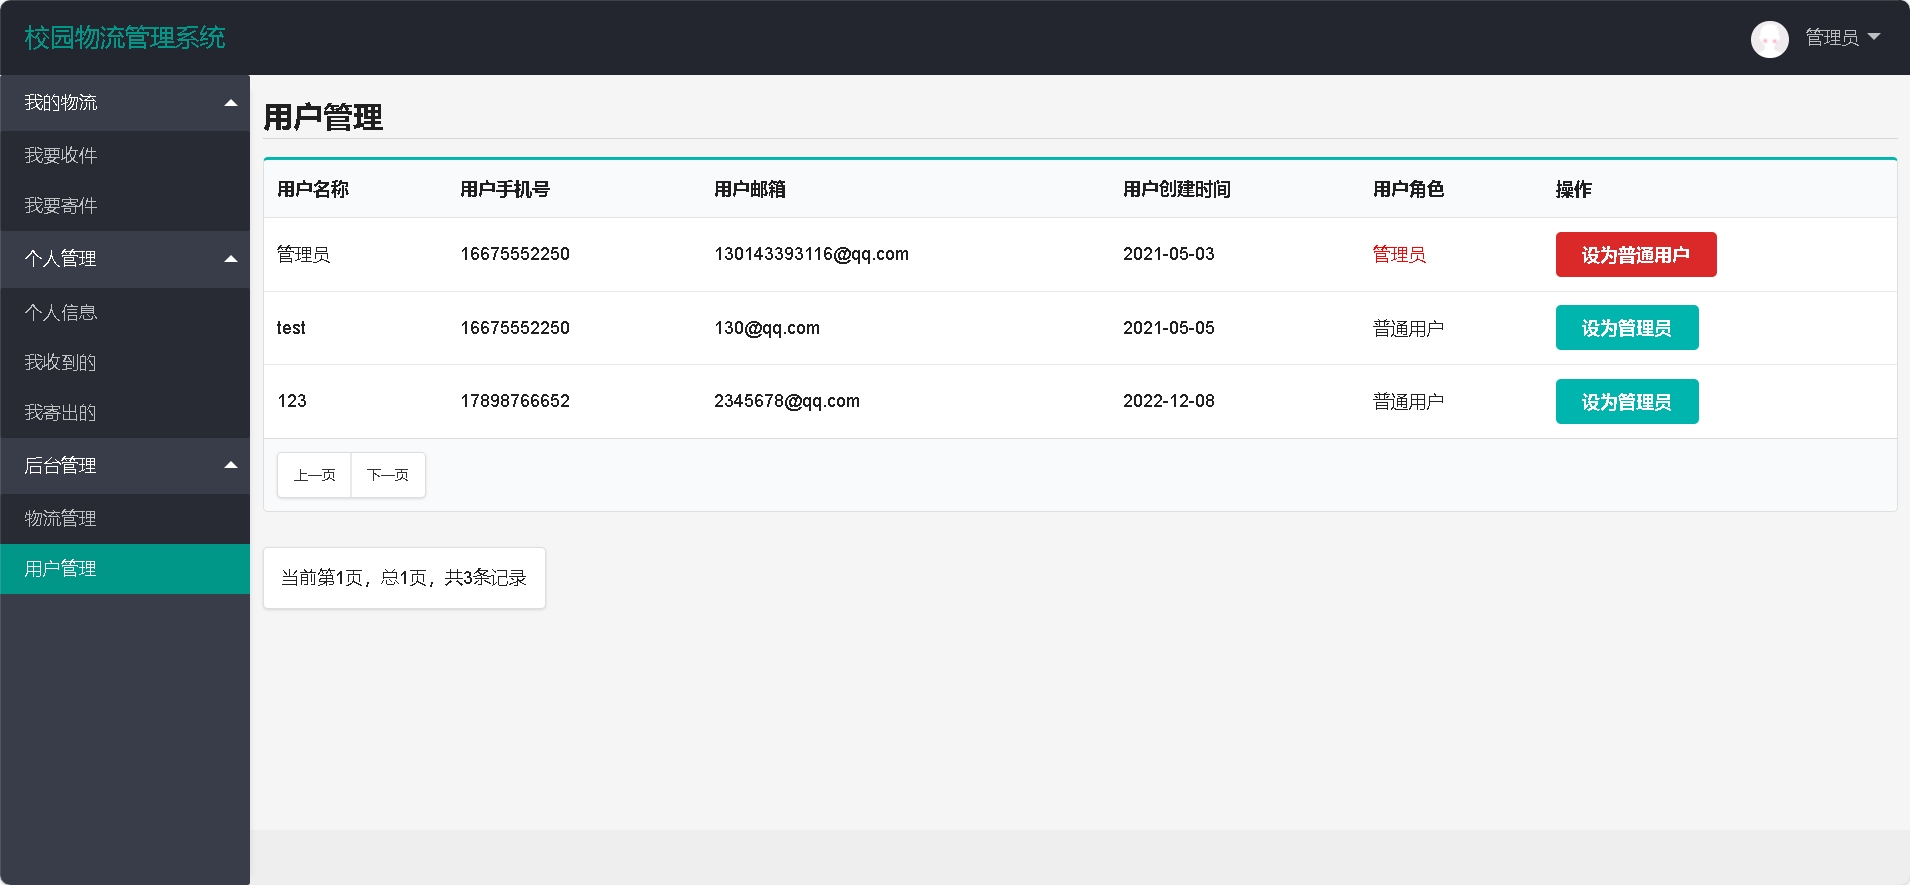 校园物流管理系统
管理员
我的物流
我要收件
我要寄件
个人管理
个人信息
我收到的
我寄出的
后台管理
物流管理
用户管理
用户管理
用户名称 用户手机号 用户邮箱 用户创建时间 用户角色 操作
管理员 16675552250 130143393116@qq.com 2021-05-03 管理员 设为普通用户
test 16675552250 130@qq.com 2021-05-05 普通用户 设为管理员
123 17898766652 2345678@qq.com 2022-12-08 普通用户 设为管理员
上一页 下一页
当前第1页，总1页，共3条记录